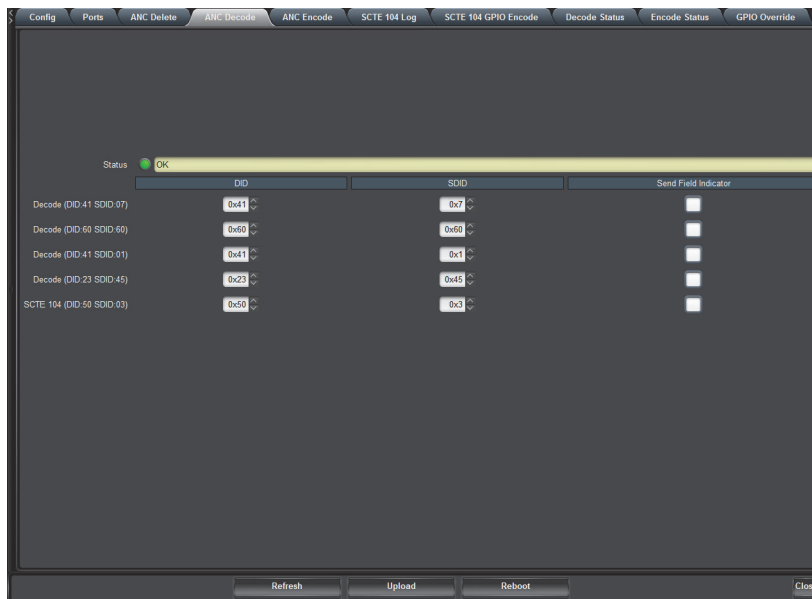 Config Ports ANC Delete ANC Decode ANC Encode SCTE 104 Log SCTE 104 GPIO Encode Decode Status Encode Status GPIO Override
Status OK
DID SDID Send Field Indicator
Decode (DID:41 SDID:07) 0x41 0x7
Decode (DID:60 SDID:60) 0x60 0x60
Decode (DID:41 SDID:01) 0x41 0x1
Decode (DID:23 SDID:45) 0x23 0x45
SCTE 104 (DID:50 SDID:03) 0x50 0x3
Refresh Upload Reboot Clos